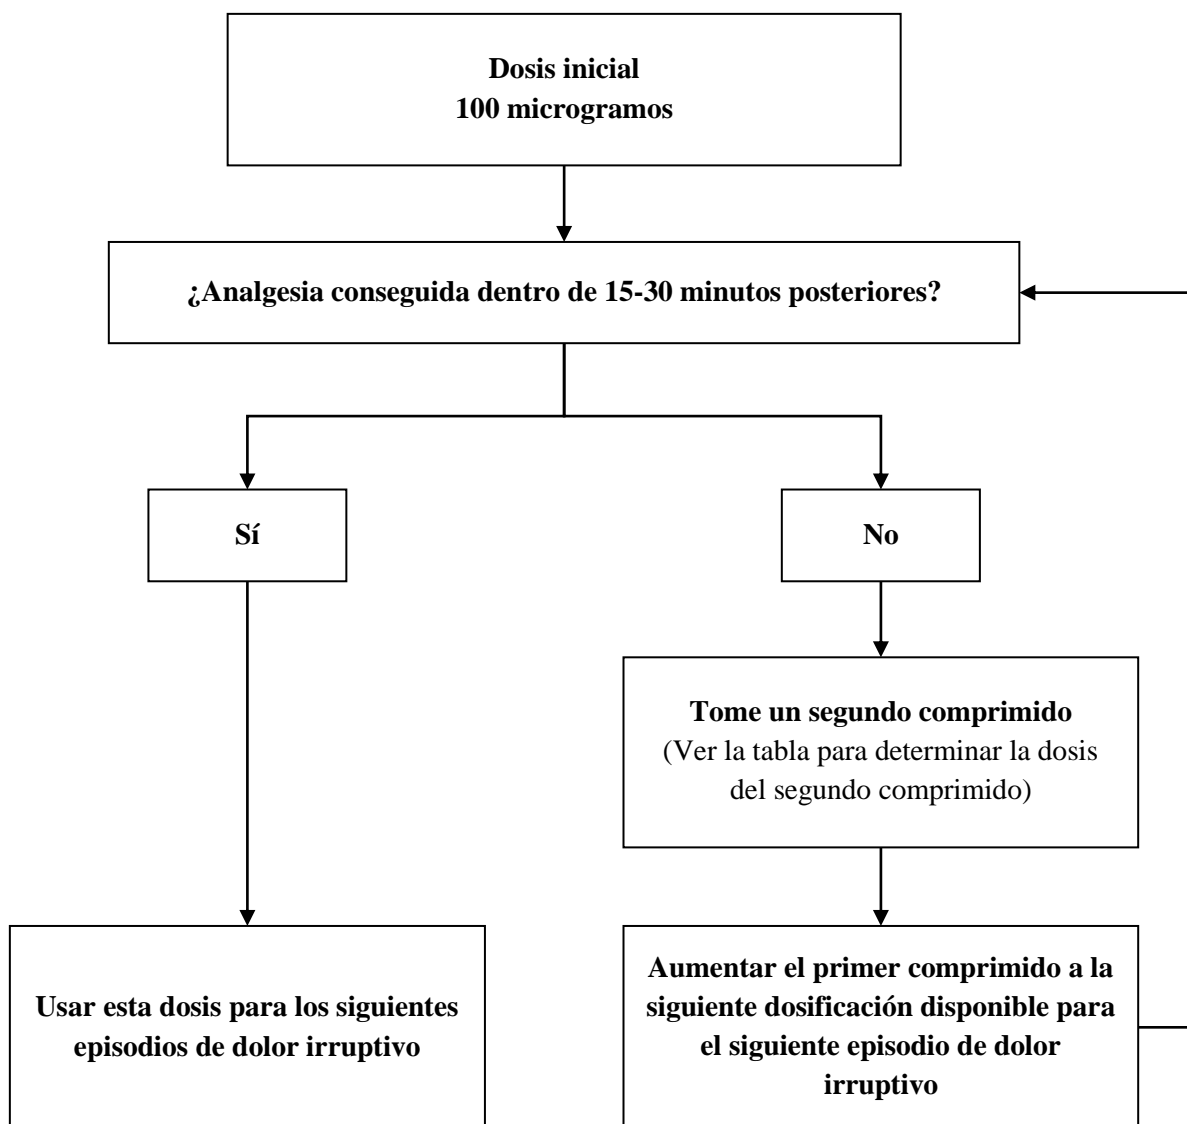 Dosis inicial
100 microgramos
¿Analgesia conseguida dentro de 15-30 minutos posteriores?
Sí
No
Tome un segundo comprimido
(Ver la tabla para determinar la dosis
del segundo comprimido)
Usar esta dosis para los siguientes
episodios de dolor irruptivo
Aumentar el primer comprimido a la
siguiente dosificación disponible para
el siguiente episodio de dolor
irruptivo